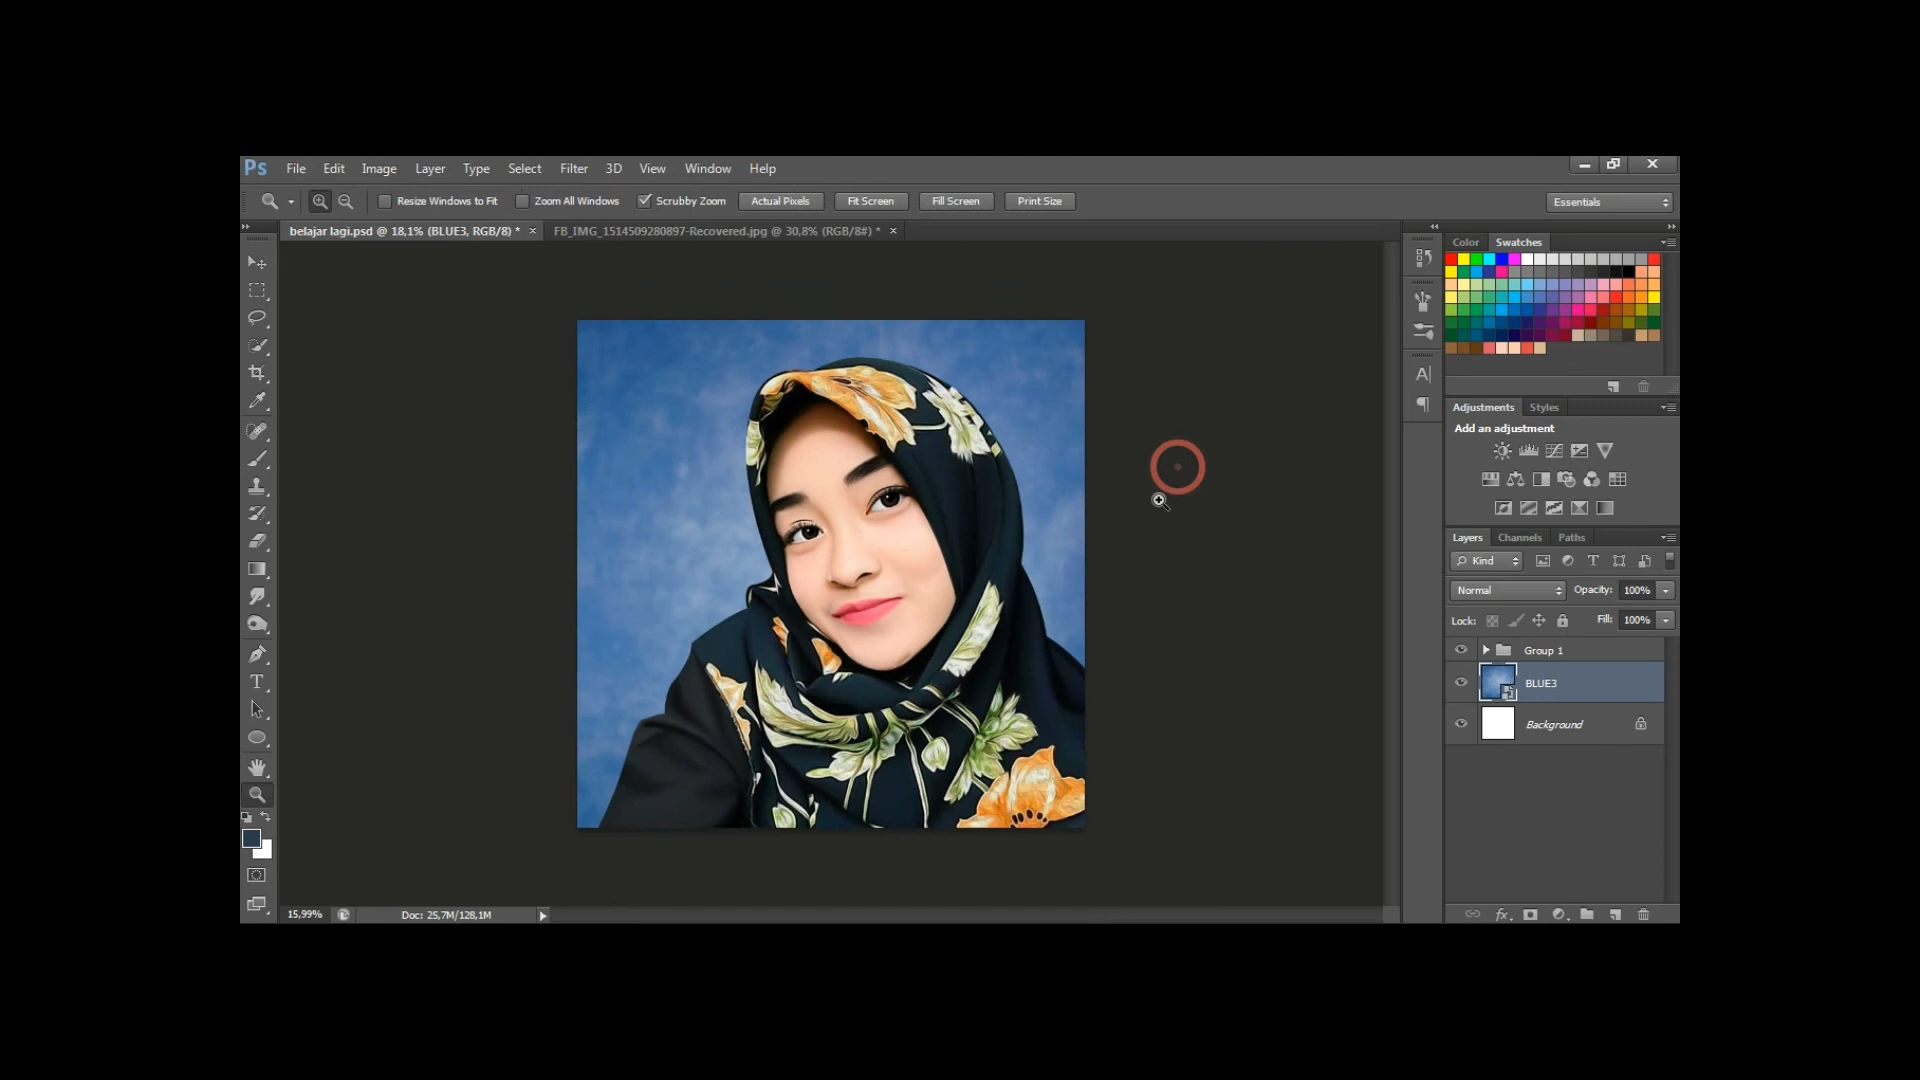 Ps File Edit Image Layer Type Select Filter 3D View Window Help
Resize Windows to Fit Zoom All Windows Scrubby Zoom Actual Pixels Fit Screen Fill Screen Print Size Essentials
belajar lagi.psd @ 18,1% (BLUE3, RGB/8) * FB_IMG_1514509280897-Recovered.jpg @ 30,8% (RGB/8#) *
Color Swatches
Adjustments Styles
Add an adjustment
Layers Channels Paths
Kind
Normal Opacity: 100%
Lock: Fill: 100%
Group 1
BLUE3
Background
15,99% Doc: 25,7M/128,1M